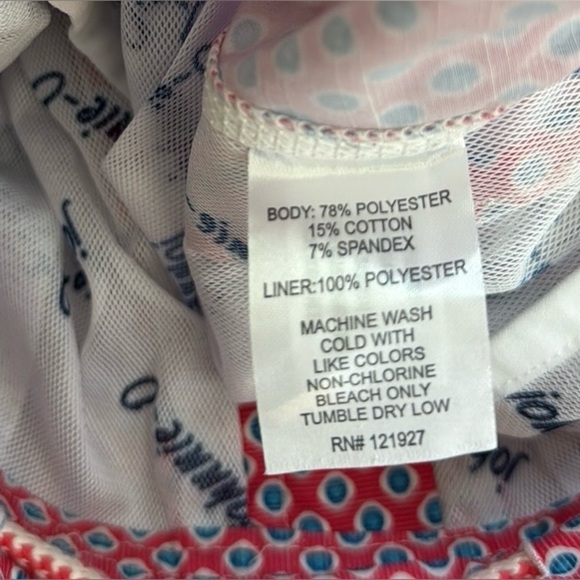 BODY: 78% POLYESTER
15% COTTON
7% SPANDEX
LINER:100% POLYESTER
MACHINE WASH
COLD WITH
LIKE COLORS
NON-CHLORINE
BLEACH ONLY
TUMBLE DRY LOW
RN# 121927
johnnie-O